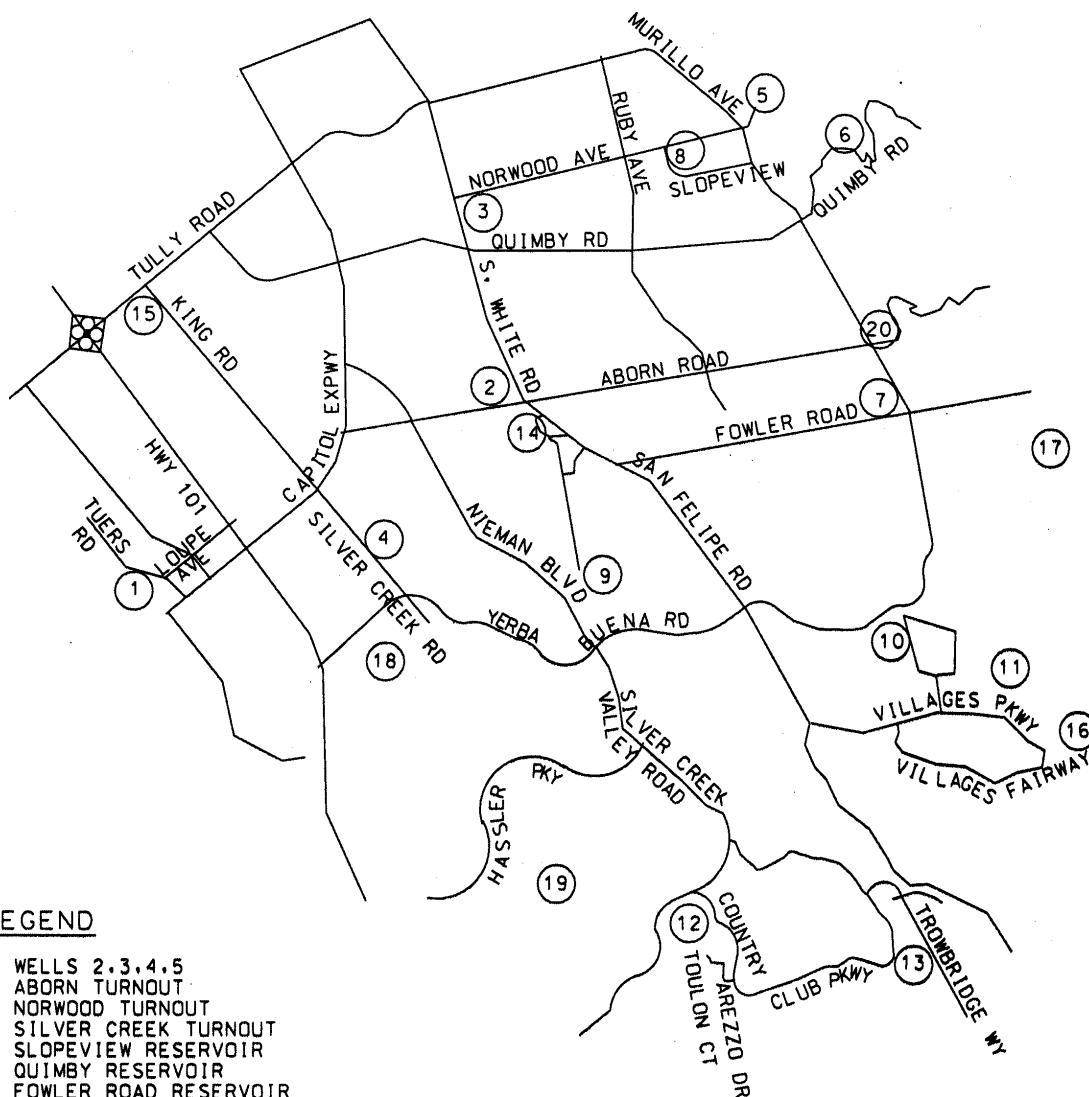 MURILLO AVE
5
RUBY AVE
6
8
NORWOOD AVE
SLOPEVIEW
QUIMBY RD
3
TULLY ROAD
QUIMBY RD
S. WHITE RD
15
KING RD
20
ABORN ROAD
2
CAPITOL EXPWY
7
FOWLER ROAD
14
17
HWY 101
SAN FELIPE RD
TUERS RD
LOUPE AVE
NIEMAN BLVD
4
SILVER CREEK RD
1
9
YERBA BUENA RD
10
18
11
VILLAGES PKWY
SILVER CREEK
VALLEY ROAD
16
VILLAGES FAIRWAY
HASSLER PKY
19
COUNTRY CLUB PKWY
12
TROWBRIDGE WY
13
TOULON CT
AREZZO DR
EGEND
WELLS 2,3,4,5
ABORN TURNOUT
NORWOOD TURNOUT
SILVER CREEK TURNOUT
SLOPEVIEW RESERVOIR
QUIMBY RESERVOIR
FOWLER ROAD RESERVOIR